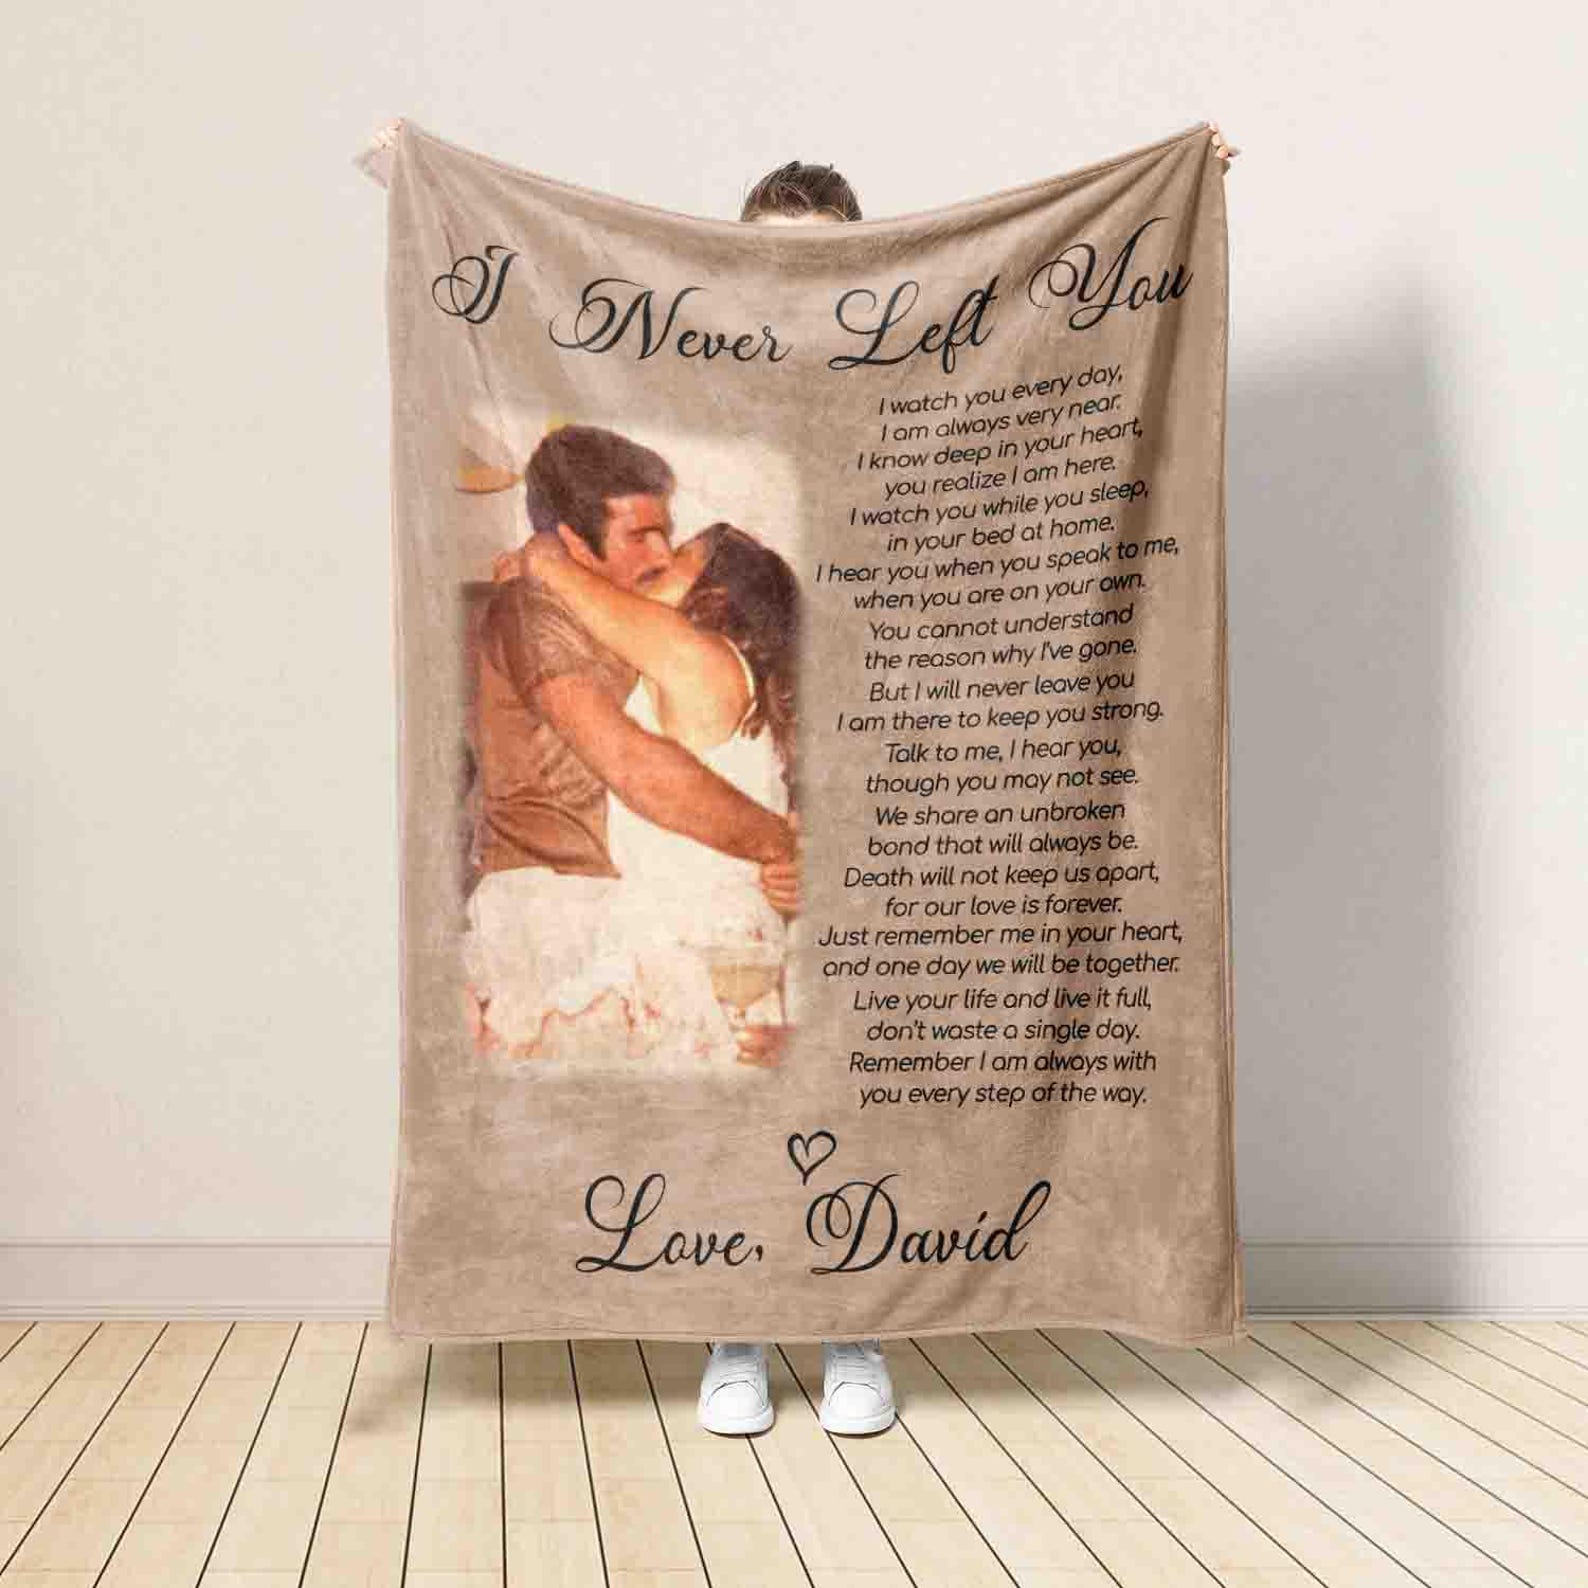 I Never Left You
I watch you every day,
I am always very near.
I know deep in your heart,
you realize I am here.
I watch you while you sleep,
in your bed at home.
I hear you when you speak to me,
when you are on your own.
You cannot understand
the reason why I've gone.
But I will never leave you
I am there to keep you strong.
Talk to me, I hear you,
though you may not see.
We share an unbroken
bond that will always be.
Death will not keep us apart,
for our love is forever.
Just remember me in your heart,
and one day we will be together.
Live your life and live it full,
don't waste a single day.
Remember I am always with
you every step of the way.
Love, David